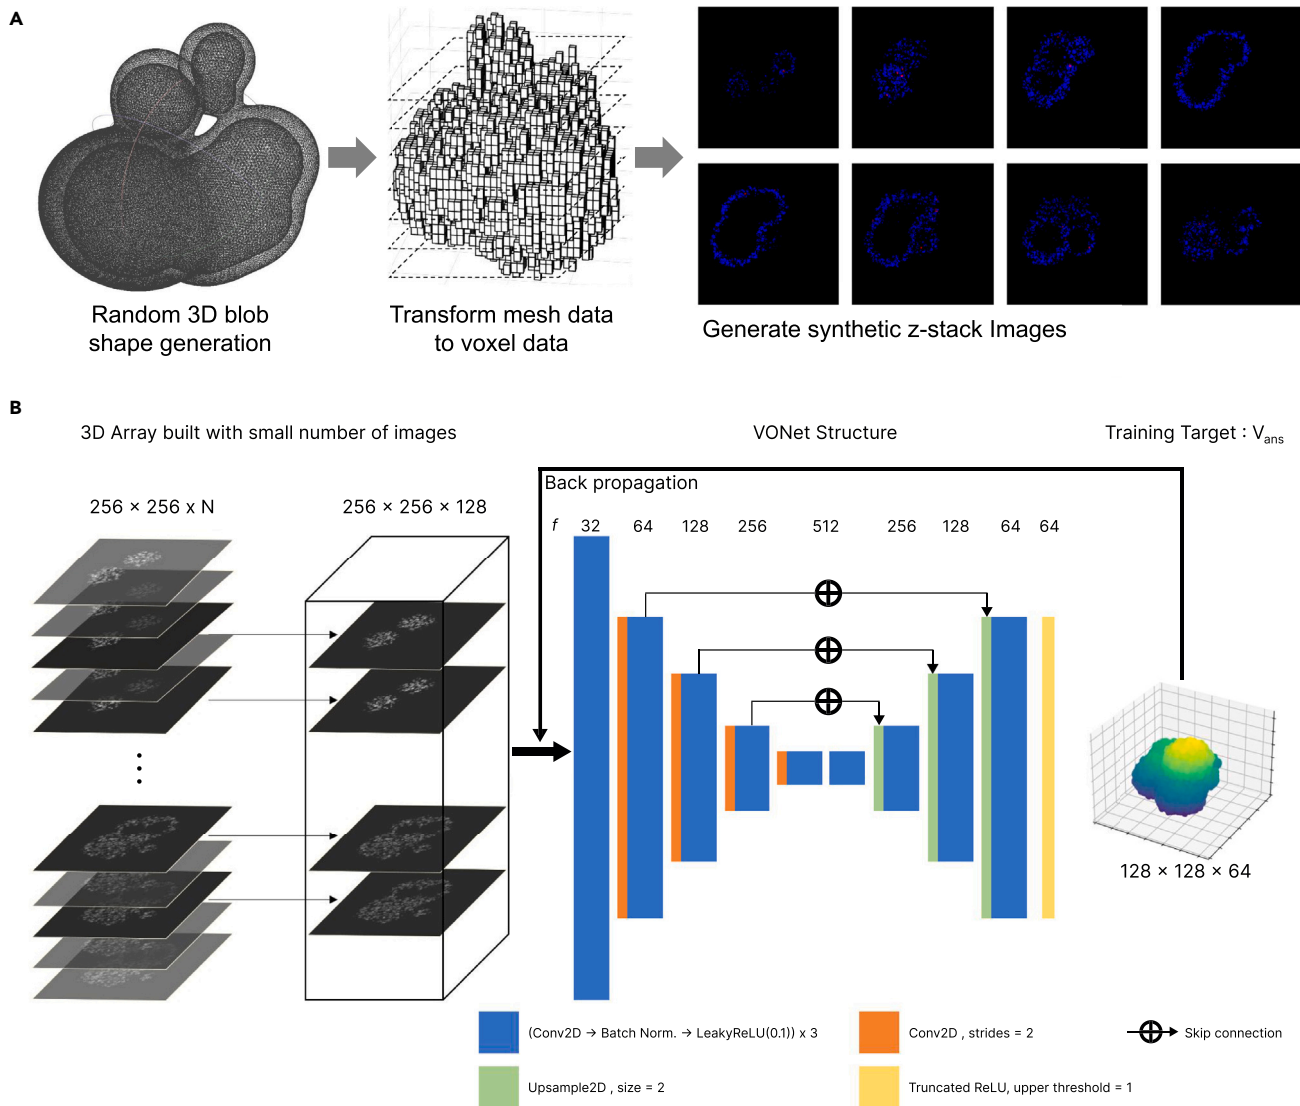 A
Random 3D blob
shape generation
Transform mesh data
to voxel data
Generate synthetic z-stack Images
B
3D Array built with small number of images
VONet Structure
Training Target : Vans
Back propagation
256 × 256 x N
256 × 256 × 128
f 32 64 128 256 512 256 128 64 64
128 × 128 × 64
(Conv2D → Batch Norm. → LeakyReLU(0.1)) x 3
Conv2D , strides = 2
Skip connection
Upsample2D , size = 2
Truncated ReLU, upper threshold = 1